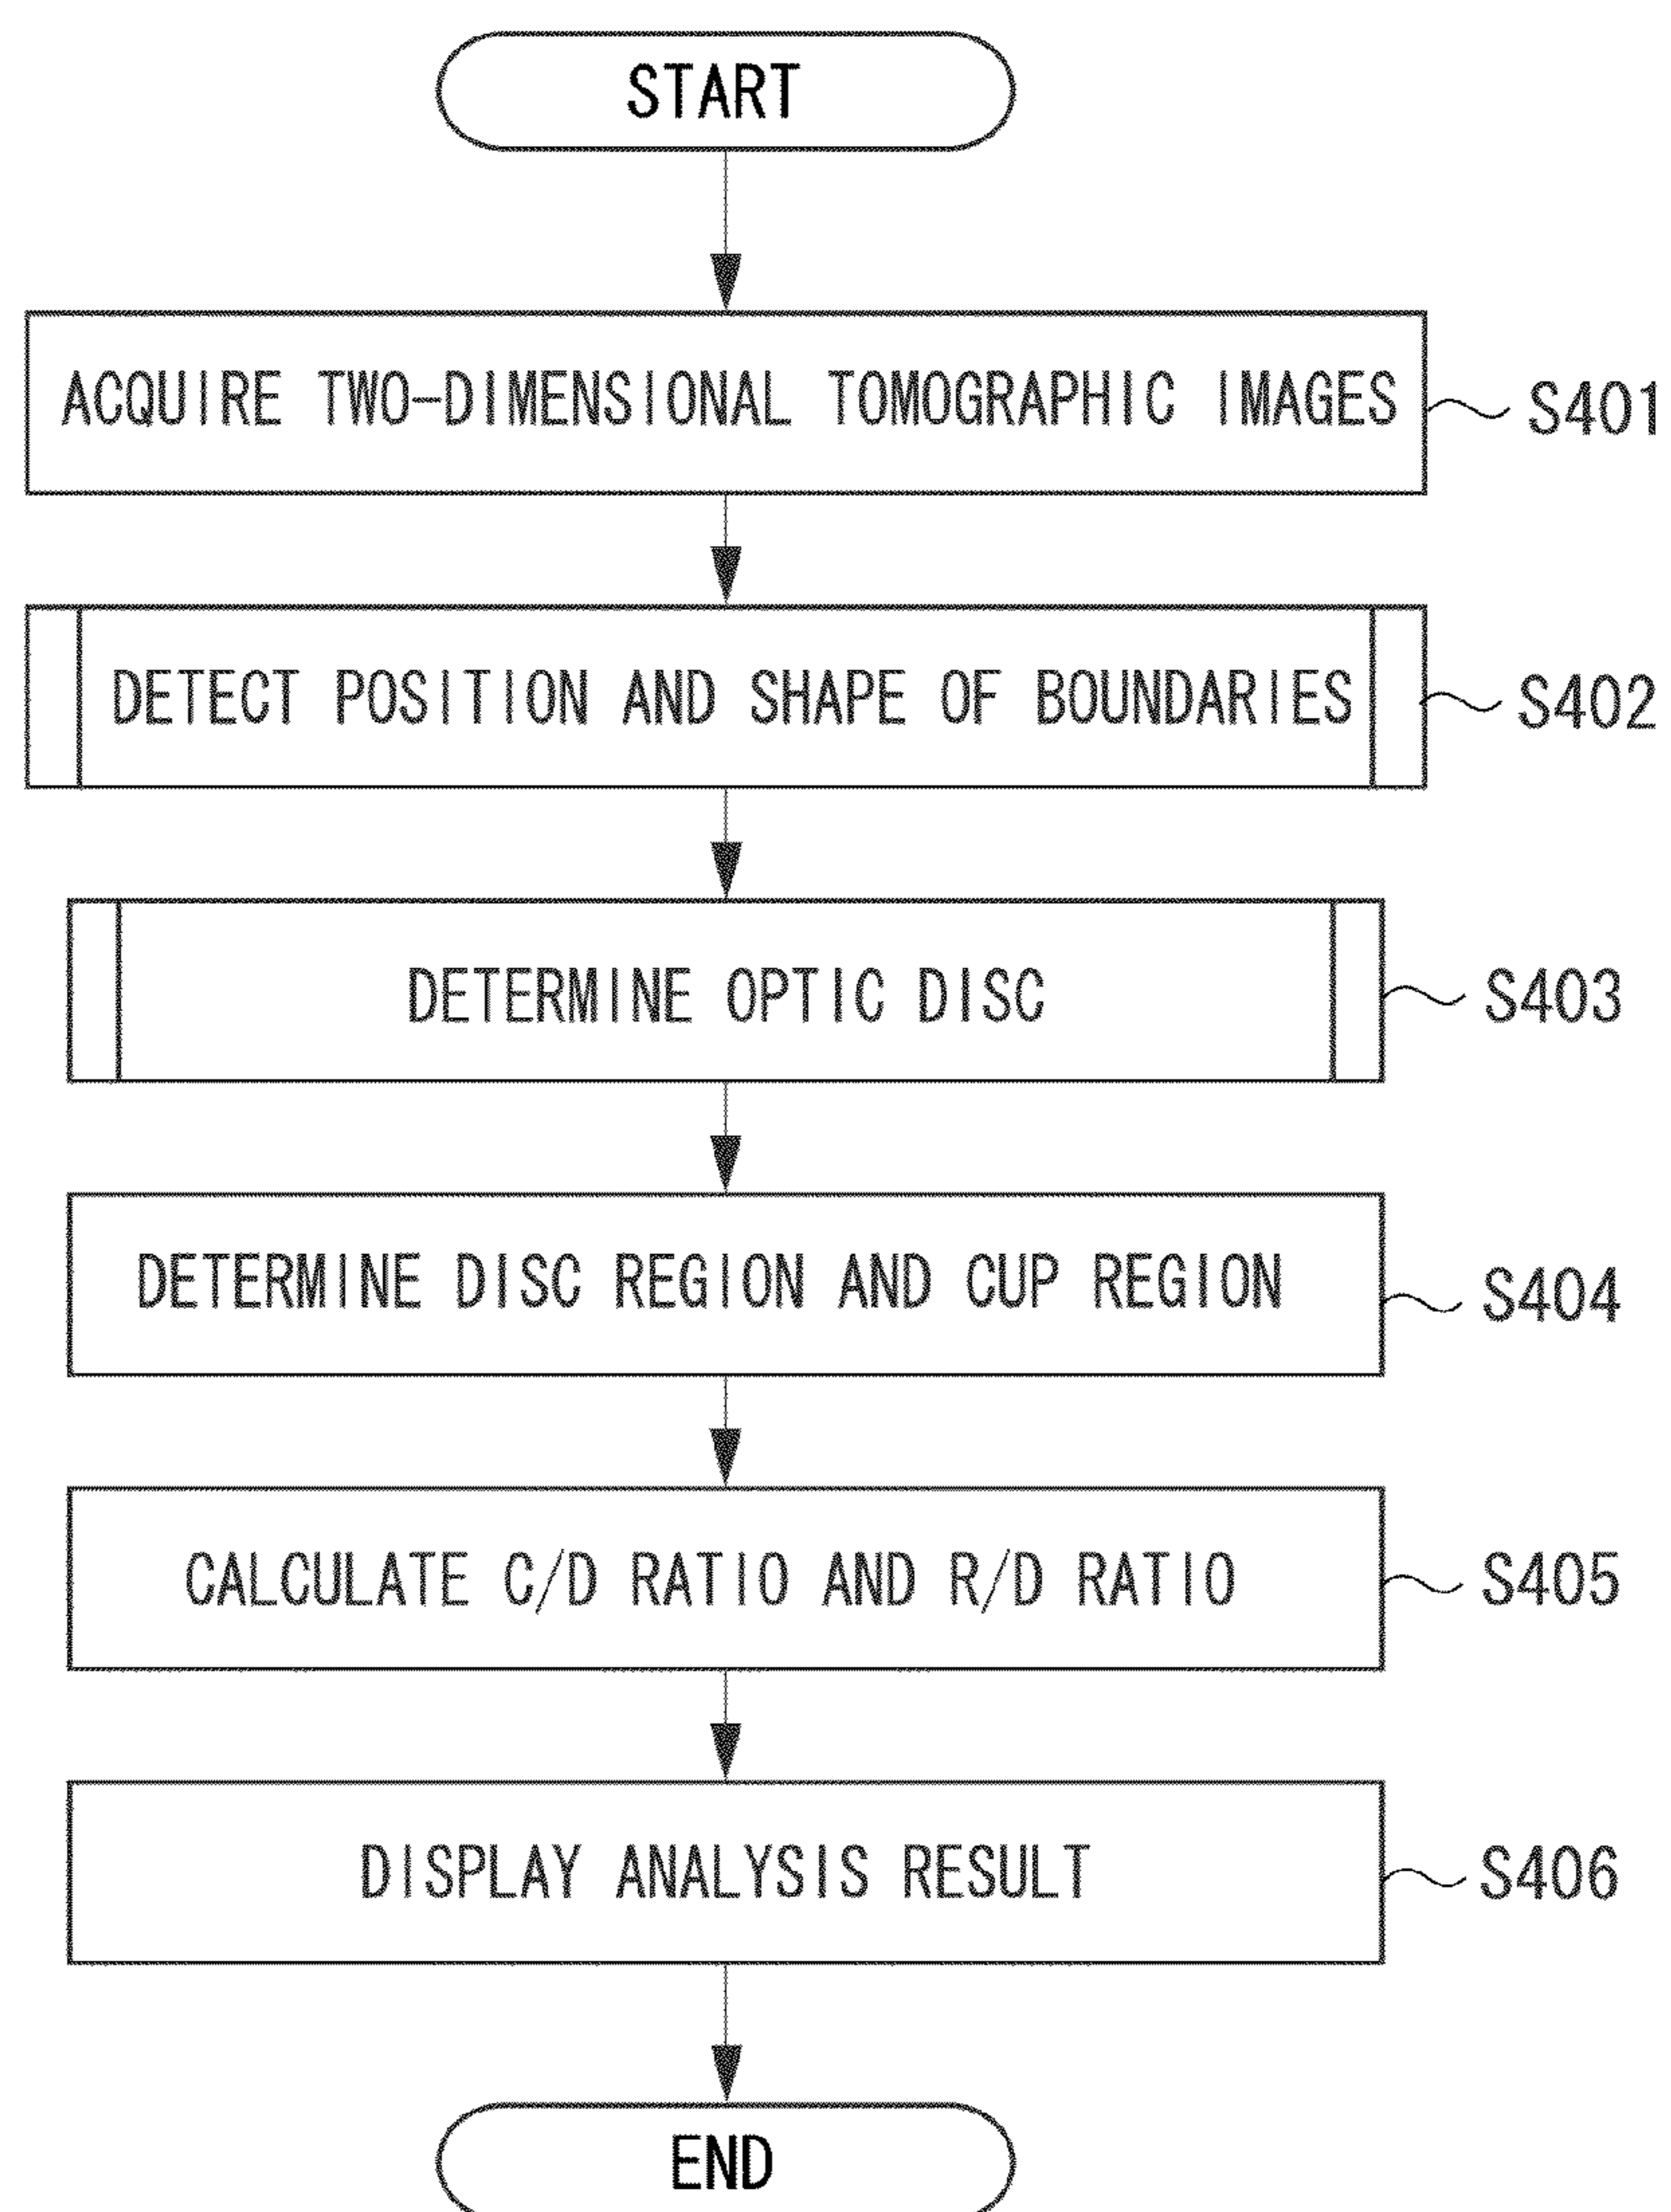 START
ACQUIRE TWO-DIMENSIONAL TOMOGRAPHIC IMAGES
S401
DETECT POSITION AND SHAPE OF BOUNDARIES
S402
DETERMINE OPTIC DISC
S403
DETERMINE DISC REGION AND CUP REGION
S404
CALCULATE C/D RATIO AND R/D RATIO
S405
DISPLAY ANALYSIS RESULT
S406
END